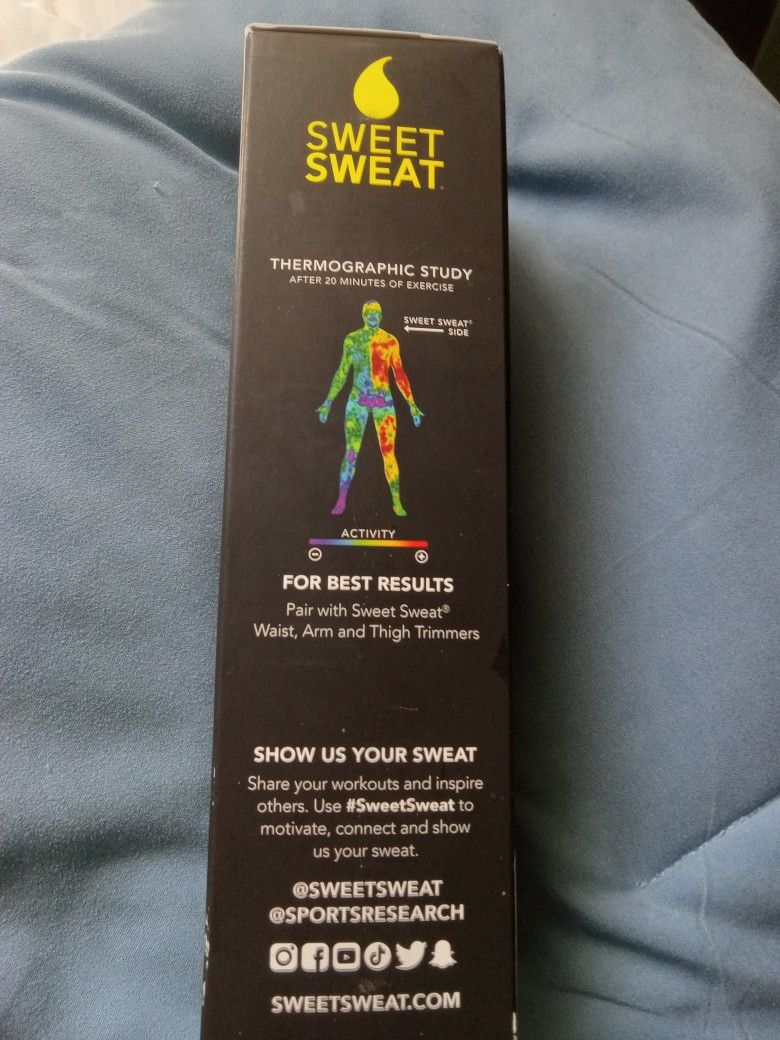 SWEET
SWEAT™
THERMOGRAPHIC STUDY
AFTER 20 MINUTES OF EXERCISE
SWEET SWEAT®
SIDE
ACTIVITY
FOR BEST RESULTS
Pair with Sweet Sweat®
Waist, Arm and Thigh Trimmers
SHOW US YOUR SWEAT
Share your workouts and inspire
others. Use #SweetSweat to
motivate, connect and show
us your sweat.
@SWEETSWEAT
@SPORTSRESEARCH
SWEETSWEAT.COM